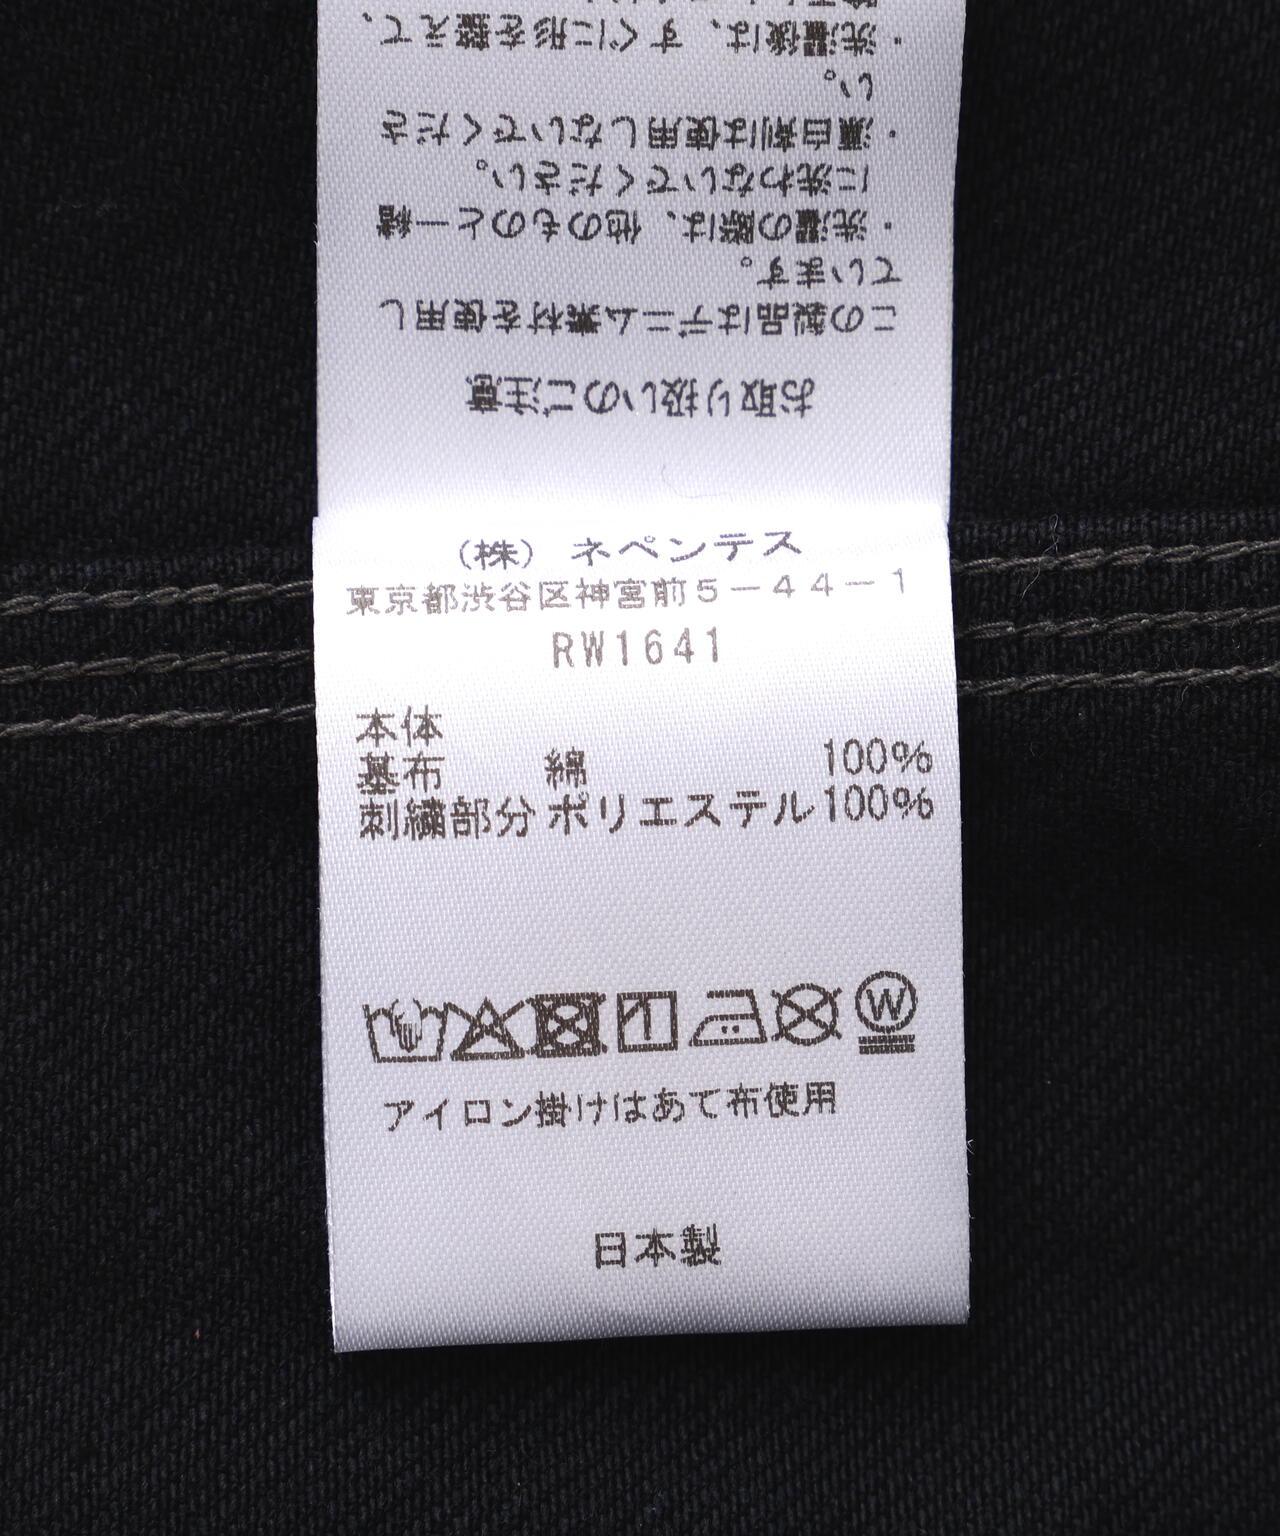 お取り扱いのご注意
この製品はデニム素材を使用し
ています。
・洗濯の際は、他のものと一緒
に洗わないでください。
・漂白剤は使用しないでくださ
い。
・洗濯後は、すぐに形を整えて、
（株） ネペンテス
東京都渋谷区神宮前5－44－1
RW1641
本体
基布 綿 100%
刺繍部分 ポリエステル100%
W
アイロン掛けはあて布使用
日本製